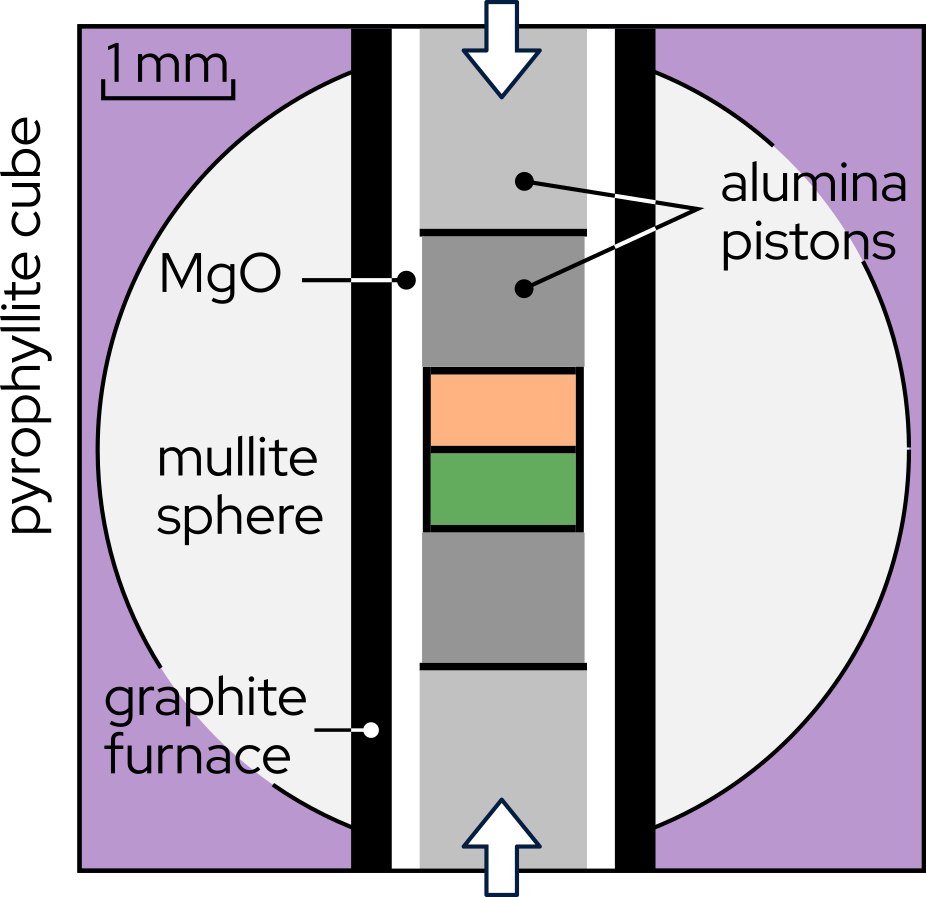 1 mm
pyrophyllite cube
alumina
pistons
MgO
mullite
sphere
graphite
furnace